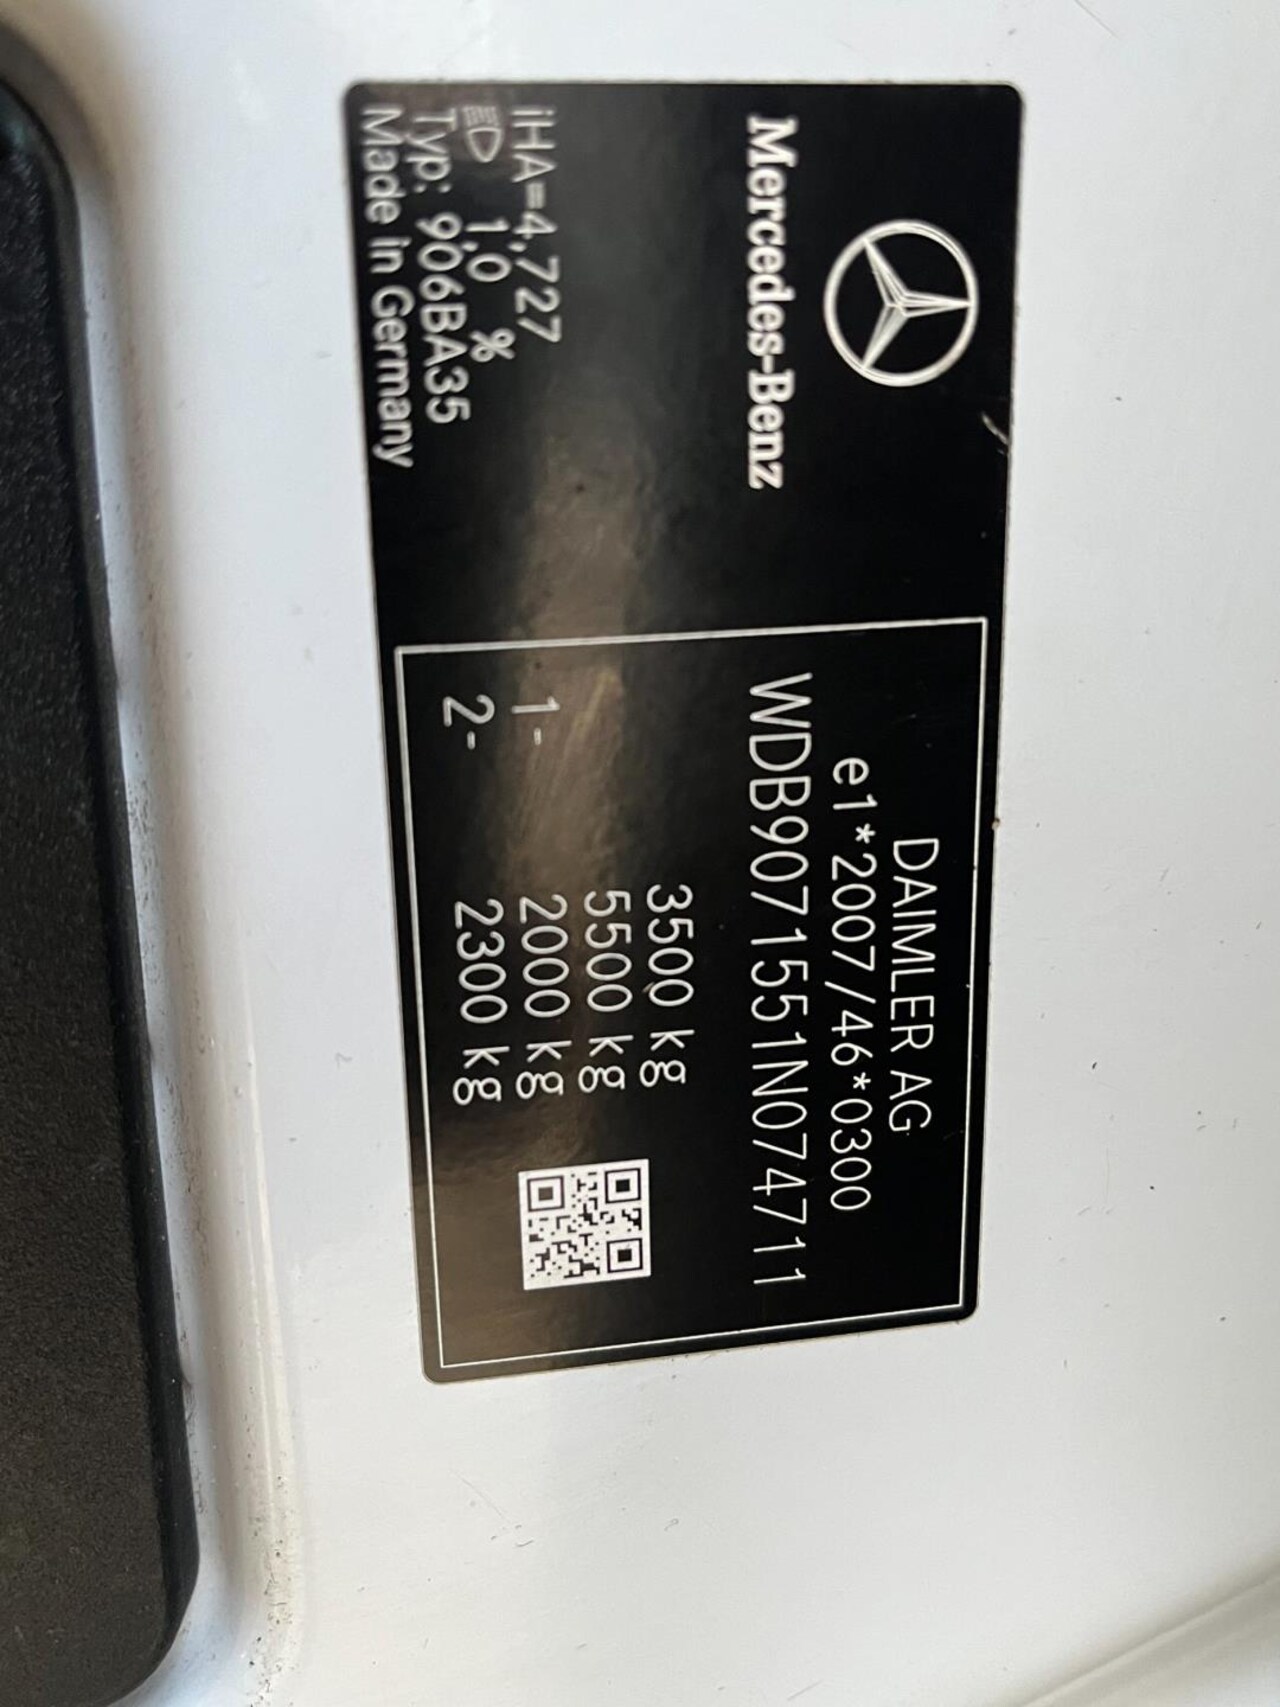 Mercedes-Benz
iHA=4,727
1,0 %
Typ: 906BA35
Made in Germany
DAIMLER AG
e1*2007/46*0300
WDB9071551N074711
3500 kg
5500 kg
1- 2000 kg
2- 2300 kg